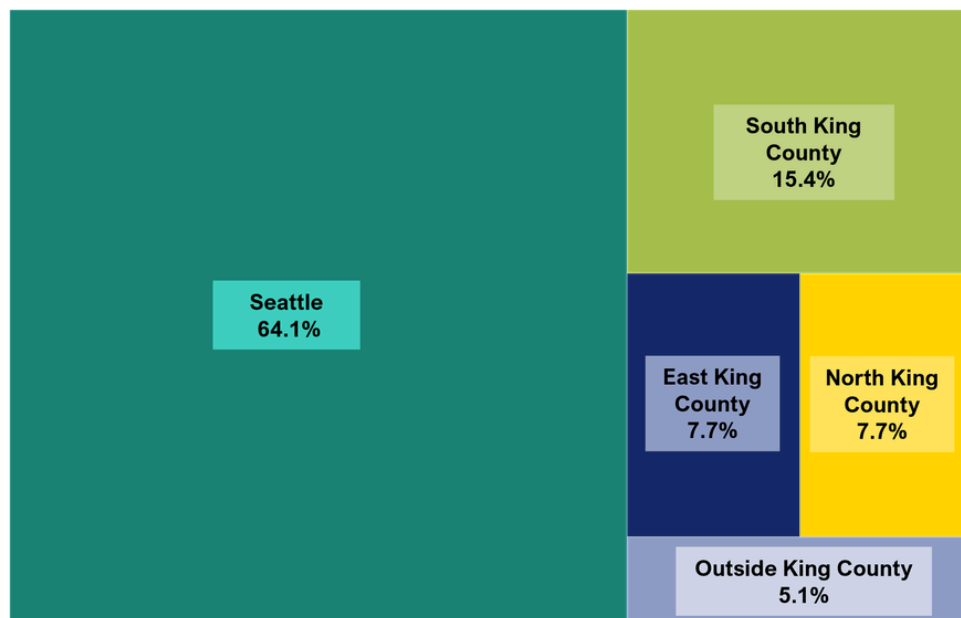 Seattle
64.1%
South King
County
15.4%
East King
County
7.7%
North King
County
7.7%
Outside King County
5.1%